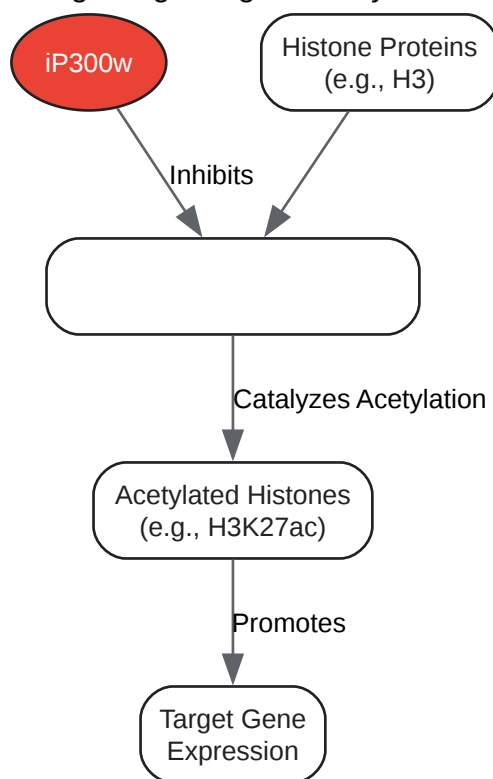 iP300w
Histone Proteins
(e.g., H3)
Inhibits
Catalyzes Acetylation
Acetylated Histones
(e.g., H3K27ac)
Promotes
Target Gene
Expression